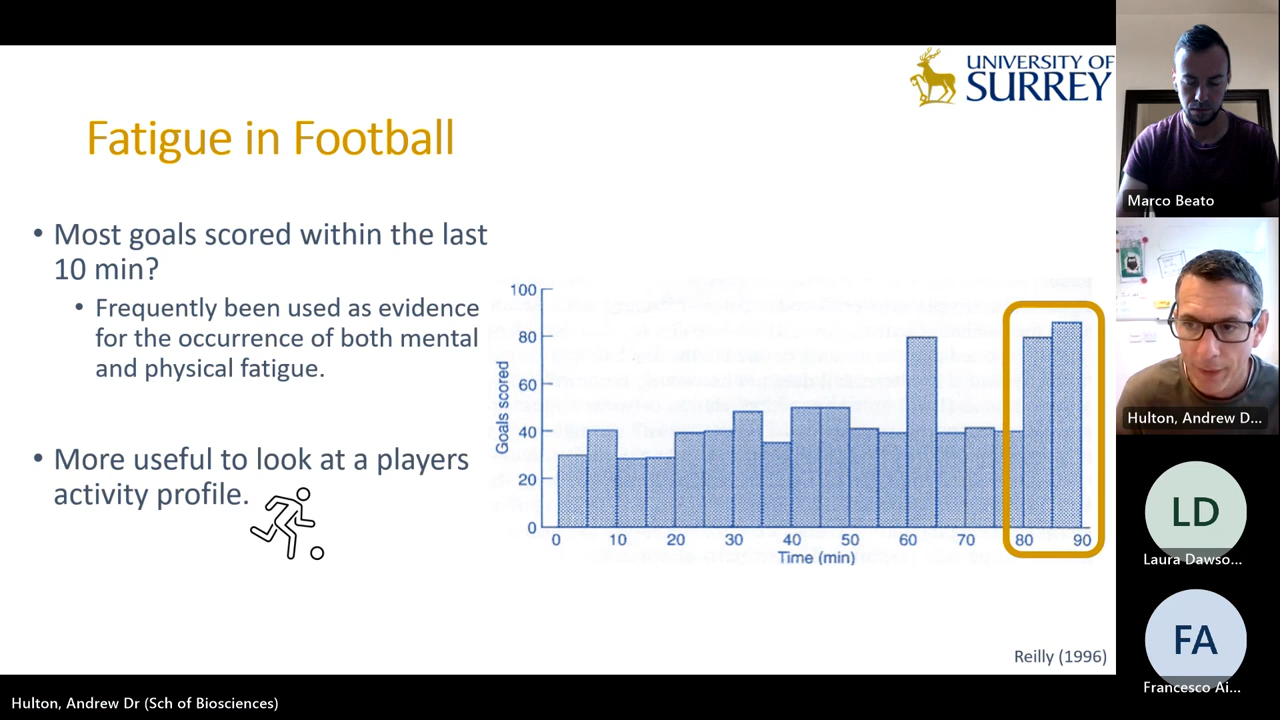 UNIVERSITY OF
SURREY
Fatigue in Football
• Most goals scored within the last
10 min?
• Frequently been used as evidence
for the occurrence of both mental
and physical fatigue.
• More useful to look at a players
activity profile.
Goals scored
100
80
60
40
20
0
0 10 20 30 40 50 60 70 80 90
Time (min)
Reilly (1996)
Marco Beato
Hulton, Andrew D...
LD
Laura Dawso...
FA
Francesco Ai...
Hulton, Andrew Dr (Sch of Biosciences)